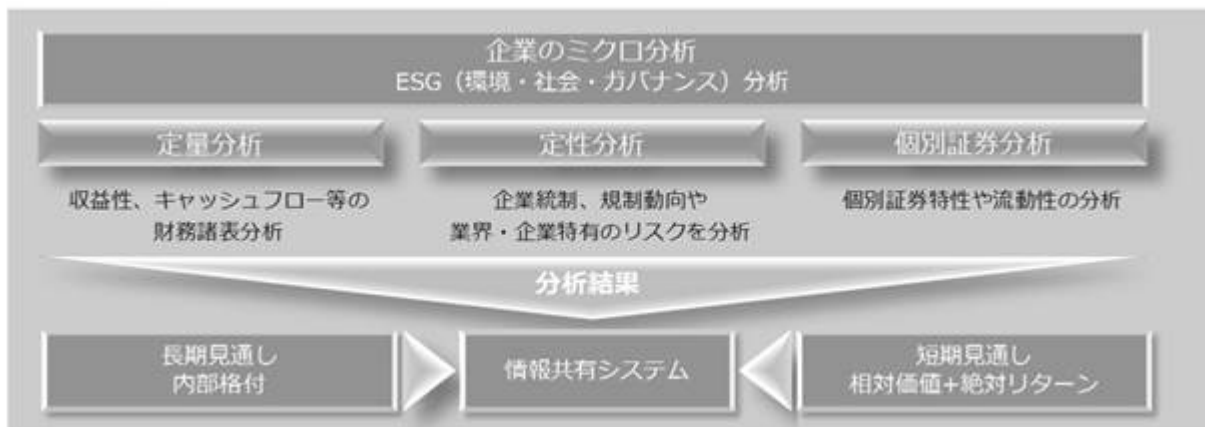 企業のミクロ分析
ESG（環境・社会・ガバナンス）分析
定量分析
収益性、キャッシュフロー等の
財務諸表分析
定性分析
企業統制、規制動向や
業界・企業特有のリスクを分析
個別証券分析
個別証券特性や流動性の分析
分析結果
長期見通し
内部格付
情報共有システム
短期見通し
相対価値+絶対リターン